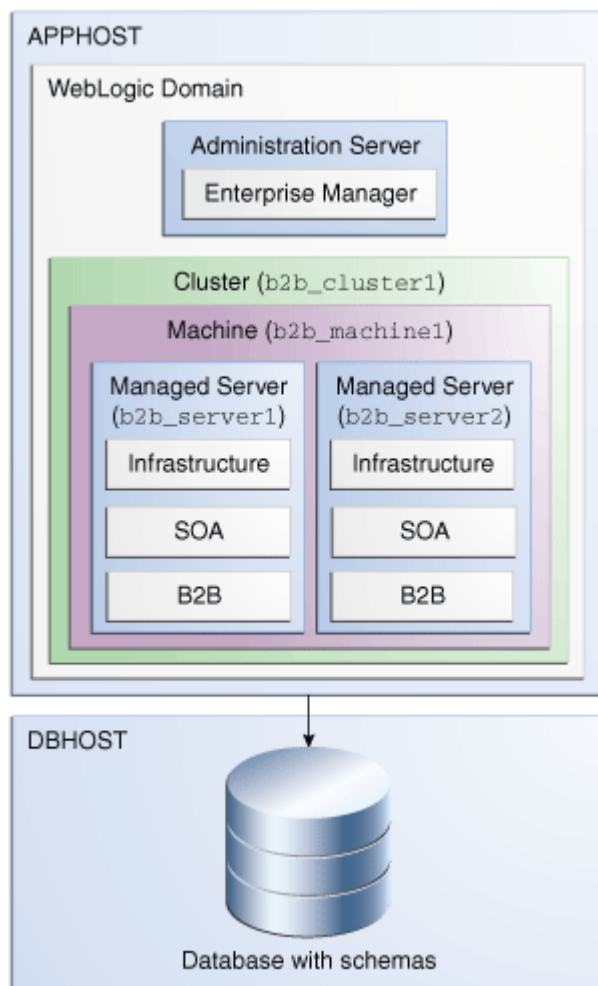 APPHOST
WebLogic Domain
Administration Server
Enterprise Manager
Cluster (b2b_cluster1)
Machine (b2b_machine1)
Managed Server
(b2b_server1)
Infrastructure
SOA
B2B
Managed Server
(b2b_server2)
Infrastructure
SOA
B2B
DBHOST
Database with schemas